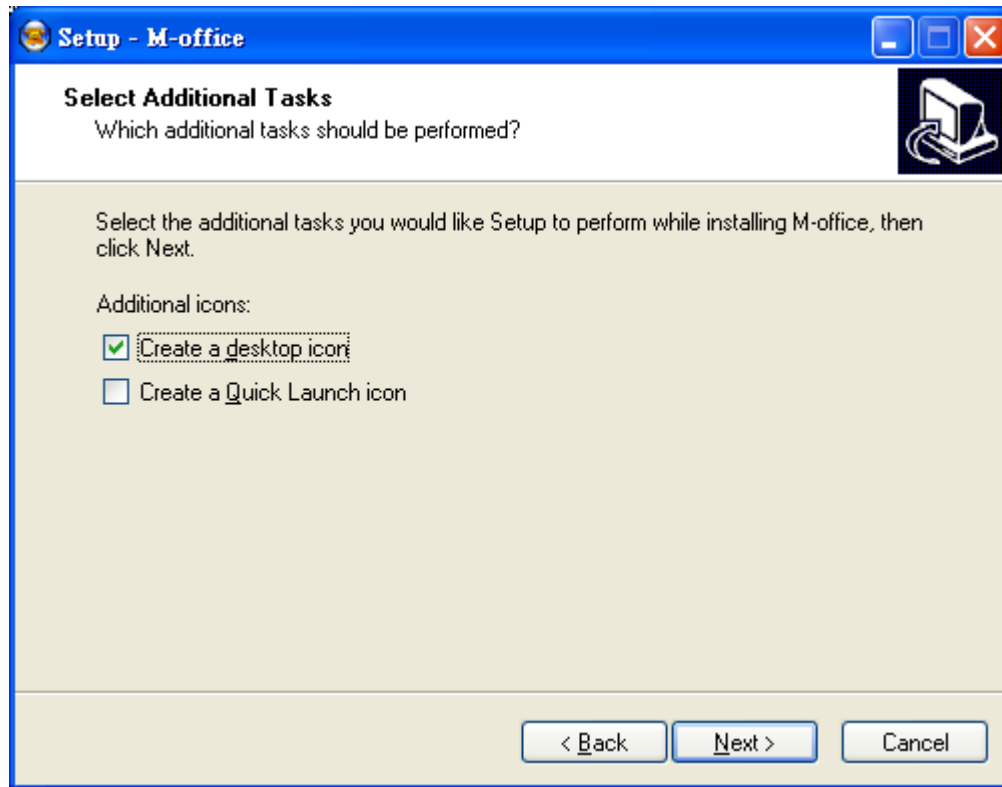 Setup - M-office
Select Additional Tasks
Which additional tasks should be performed?
Select the additional tasks you would like Setup to perform while installing M-office, then
click Next.
Additional icons:
Create a desktop icon
Create a Quick Launch icon
< Back
Next >
Cancel